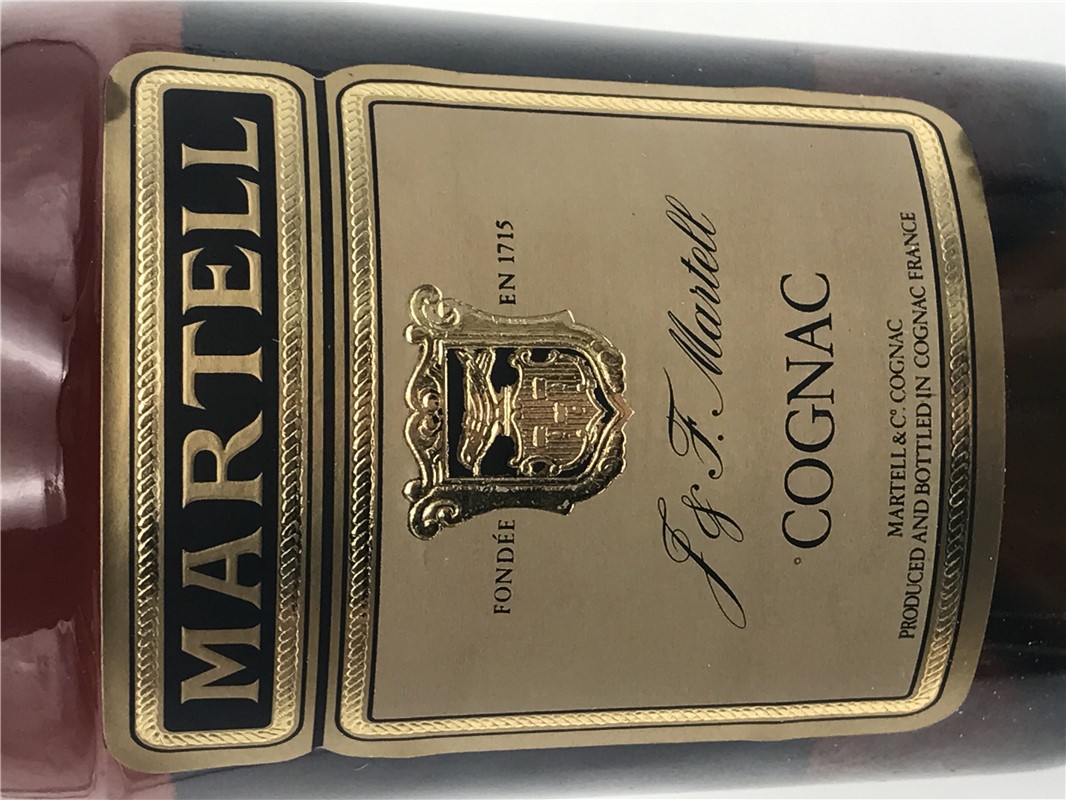 MARTELL
FONDÉE EN 1715
J & F. Martell
COGNAC
MARTELL & Cº. COGNAC
PRODUCED AND BOTTLED IN COGNAC FRANCE